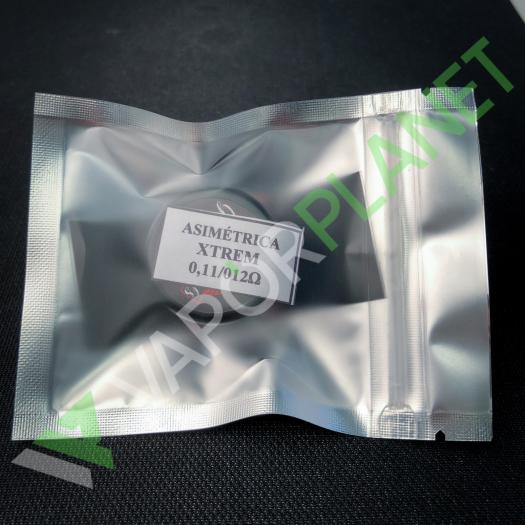 ASIMÉTRICA
XTREM
0,11/012Ω
VAPOR PLANET